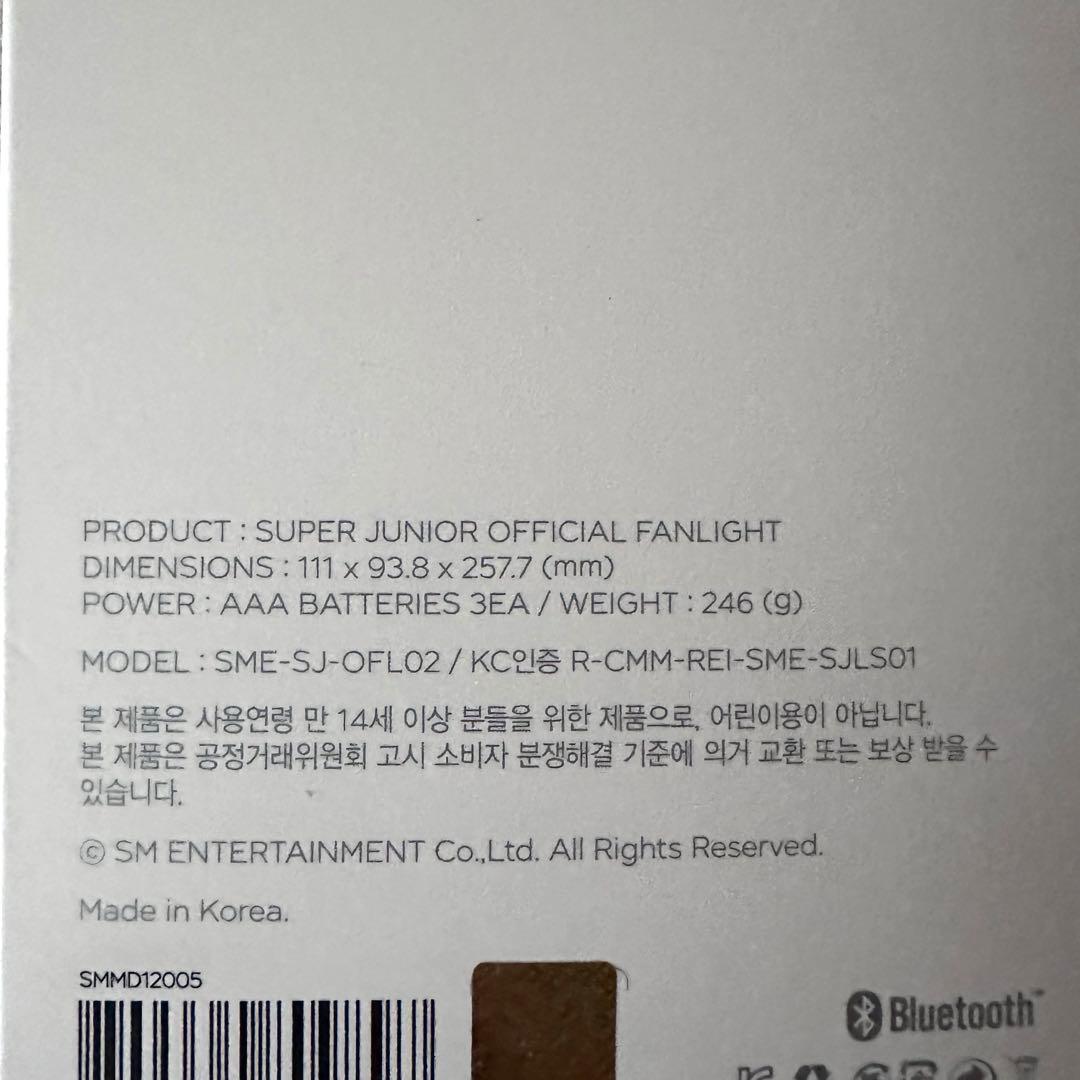 PRODUCT : SUPER JUNIOR OFFICIAL FANLIGHT
DIMENSIONS : 111 x 93.8 x 257.7 (mm)
POWER : AAA BATTERIES 3EA / WEIGHT : 246 (g)
MODEL : SME-SJ-OFL02 / KC인증 R-CMM-REI-SME-SJLS01
본 제품은 사용연령 만 14세 이상 분들을 위한 제품으로, 어린이용이 아닙니다.
본 제품은 공정거래위원회 고시 소비자 분쟁해결 기준에 의거 교환 또는 보상 받을 수
있습니다.
© SM ENTERTAINMENT Co.,Ltd. All Rights Reserved.
Made in Korea.
SMMD12005
Bluetooth™